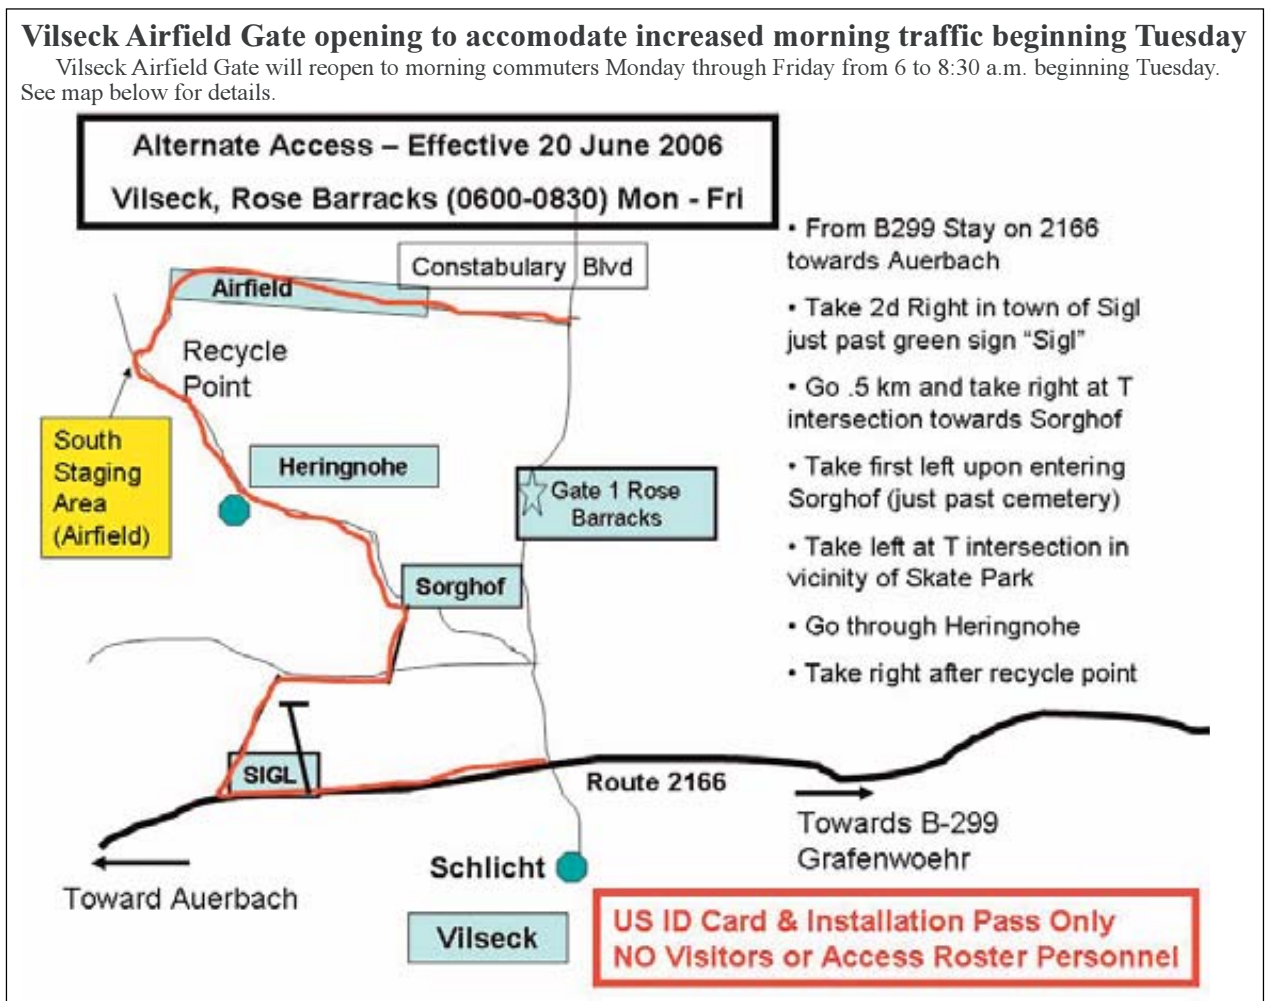 Vilseck Airfield Gate opening to accomodate increased morning traffic beginning Tuesday
Vilseck Airfield Gate will reopen to morning commuters Monday through Friday from 6 to 8:30 a.m. beginning Tuesday.
See map below for details.
Alternate Access – Effective 20 June 2006
Vilseck, Rose Barracks (0600-0830) Mon - Fri
Constabulary Blvd
Airfield
Recycle
Point
South
Staging
Area
(Airfield)
Heringnohe
Gate 1 Rose
Barracks
Sorghof
SIGL
Route 2166
Towards B-299
Grafenwoehr
Toward Auerbach
Schlicht
Vilseck
• From B299 Stay on 2166
towards Auerbach
• Take 2d Right in town of Sigl
just past green sign “Sigl”
• Go .5 km and take right at T
intersection towards Sorghof
• Take first left upon entering
Sorghof (just past cemetery)
• Take left at T intersection in
vicinity of Skate Park
• Go through Heringnohe
• Take right after recycle point
US ID Card & Installation Pass Only
NO Visitors or Access Roster Personnel